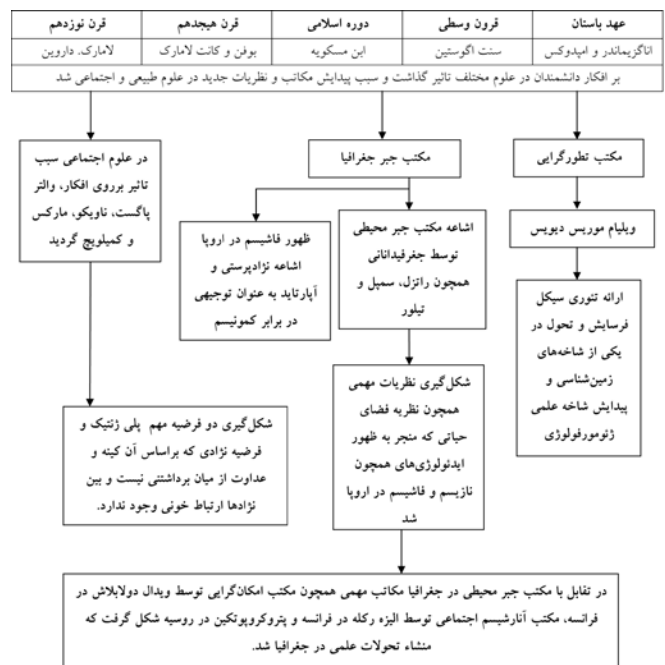 عهد باستان
قرون وسطی
دوره اسلامی
قرن هیجدهم
قرن نوزدهم
اناگزیماندر و امپدوکس
سنت اگوستین
ابن مسکویه
بوفن و کانت لامارک
لامارک. داروین
بر افکار دانشمندان در علوم مختلف تاثیر گذاشت و سبب پیدایش مکاتب و نظریات جدید در علوم طبیعی و اجتماعی شد
مکتب تطورگرایی
ویلیام موریس دیویس
ارائه تئوری سیکل
فرسایش و تحول در
یکی از شاخه‌های
زمین‌شناسی و
پیدایش شاخه علمی
ژئومورفولوژی
مکتب جبر جغرافیا
اشاعه مکتب جبر محیطی
توسط جغرفیدانانی
همچون راتزل، سمپل و
تیلور
ظهور فاشیسم در اروپا
اشاعه نژادپرستی و
آپارتاید به عنوان توجیهی
در برابر کمونیسم
شکل‌گیری نظریات مهمی
همچون نظریه فضای
حیاتی که منجر به ظهور
ایدئولوژی‌های همچون
نازیسم و فاشیسم در اروپا
شد
در علوم اجتماعی سبب
تاثیر برروی افکار، والتر
پاگست، ناویکو، مارکس
و کمیلویچ گردید
شکل‌گیری دو فرضیه مهم پلی ژنتیک و
فرضیه نژادی که براساس آن کینه و
عداوت از میان برداشتنی نیست و بین
نژادها ارتباط خونی وجود ندارد.
در تقابل با مکتب جبر محیطی در جغرافیا مکاتب مهمی همچون مکتب امکان‌گرایی توسط ویدال دولابلاش در
فرانسه، مکتب آنارشیسم اجتماعی توسط الیزه رکله در فرانسه و پتروکروپوتکین در روسیه شکل گرفت که
منشاء تحولات علمی در جغرافیا شد.